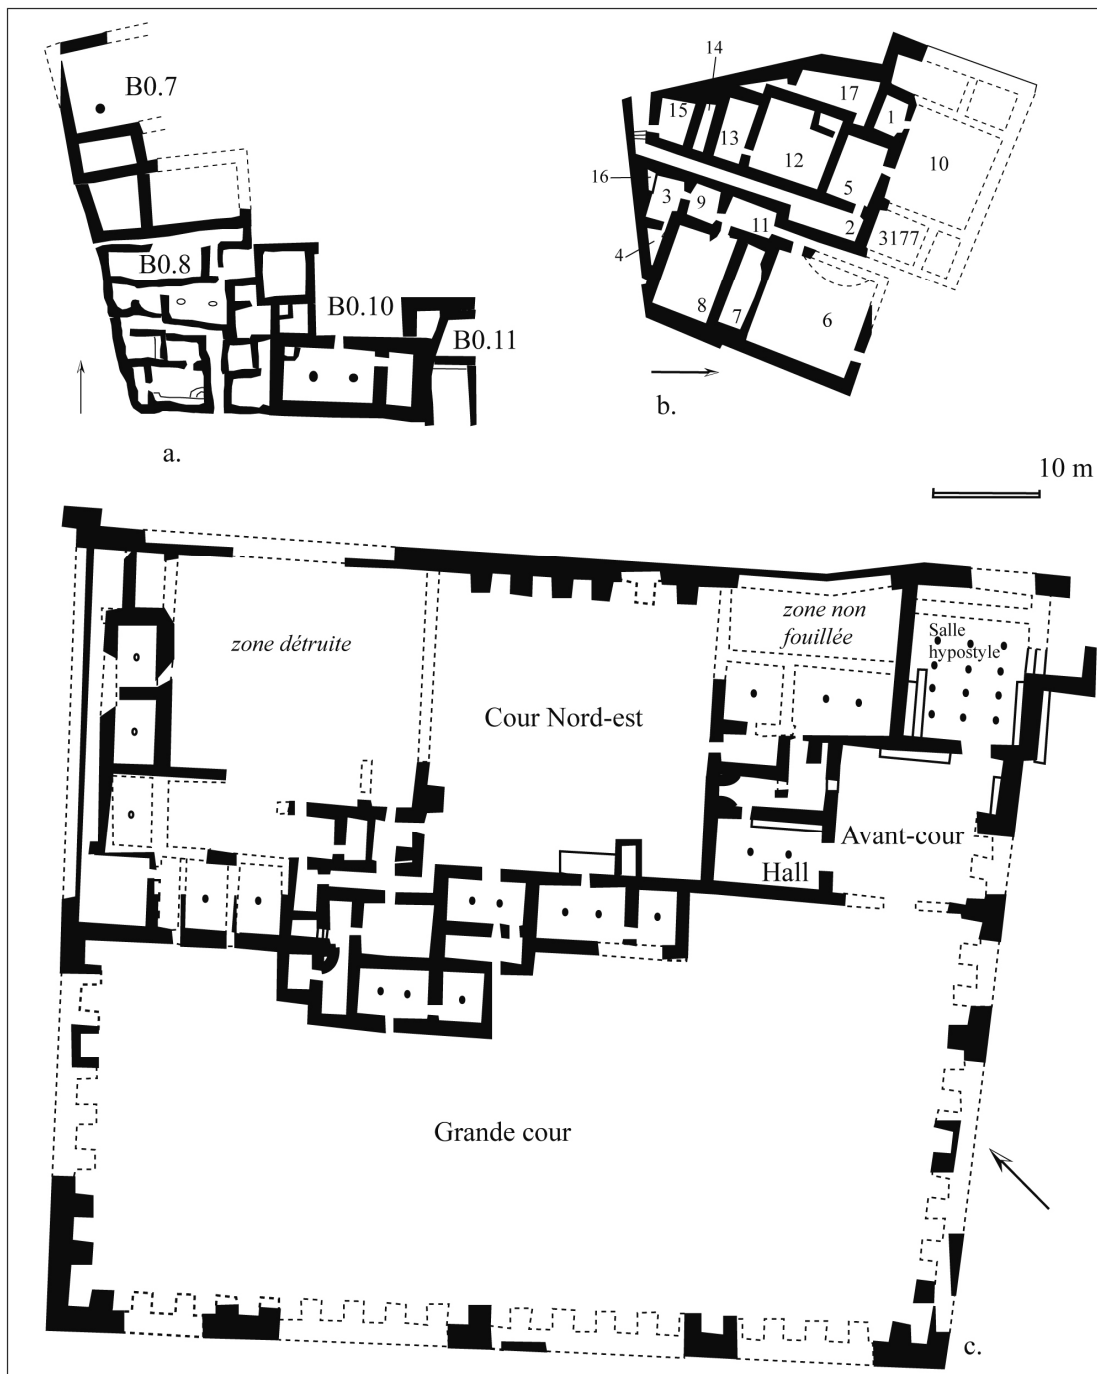 B0.7
B0.8
B0.10
B0.11
a.
14
15
17
1
13
12
10
16
3
9
5
11
2
3177
4
8
7
6
b.
10 m
zone détruite
zone non
fouillée
Salle
hypostyle
Cour Nord-est
Avant-cour
Hall
Grande cour
c.